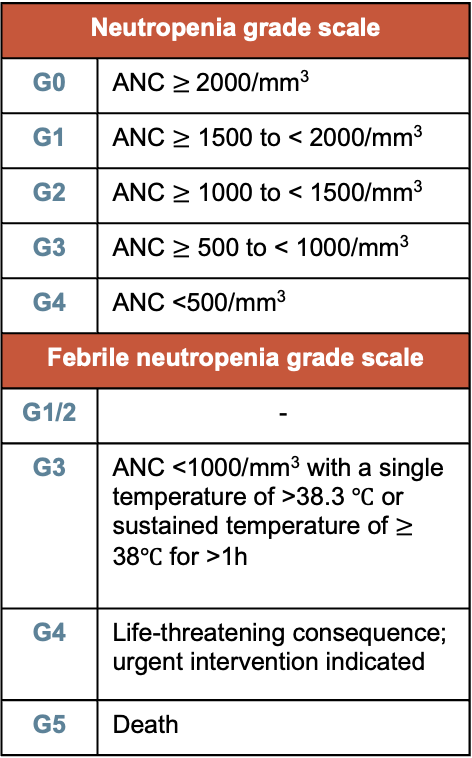 Neutropenia grade scale
G0 ANC ≥ 2000/mm³
G1 ANC ≥ 1500 to < 2000/mm³
G2 ANC ≥ 1000 to < 1500/mm³
G3 ANC ≥ 500 to < 1000/mm³
G4 ANC <500/mm³
Febrile neutropenia grade scale
G1/2 -
G3 ANC <1000/mm³ with a single
temperature of >38.3 ℃ or
sustained temperature of ≥
38℃ for >1h
G4 Life-threatening consequence;
urgent intervention indicated
G5 Death